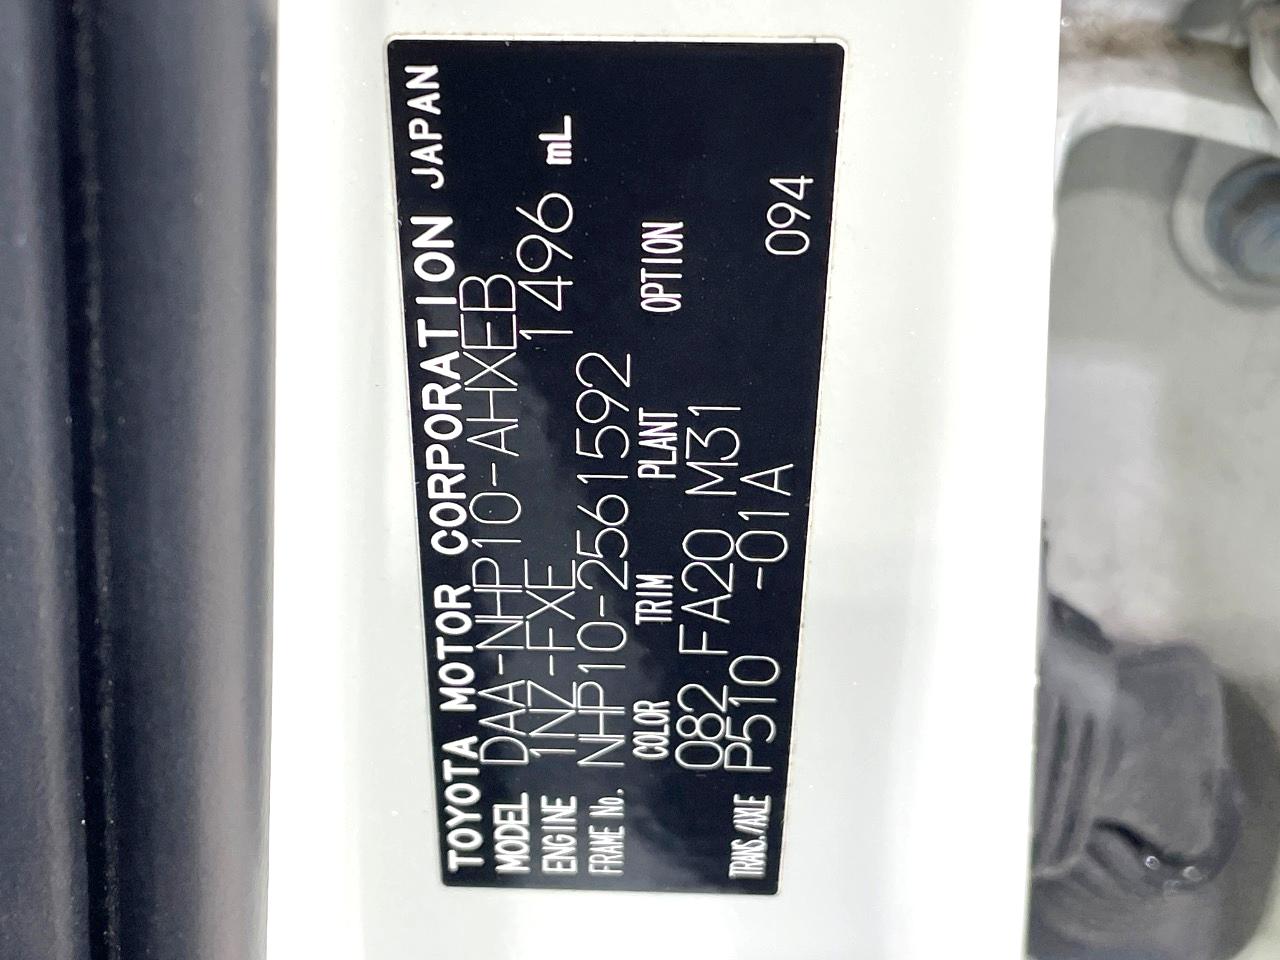 TOYOTA MOTOR CORPORATION JAPAN
MODEL DAA-NHP10-AHXEB
ENGINE 1NZ-FXE 1496 mL
FRAME No. NHP10-2561592
COLOR TRIM PLANT OPTION
082 FA20 M31
TRANS./AXLE P510 -01A 094